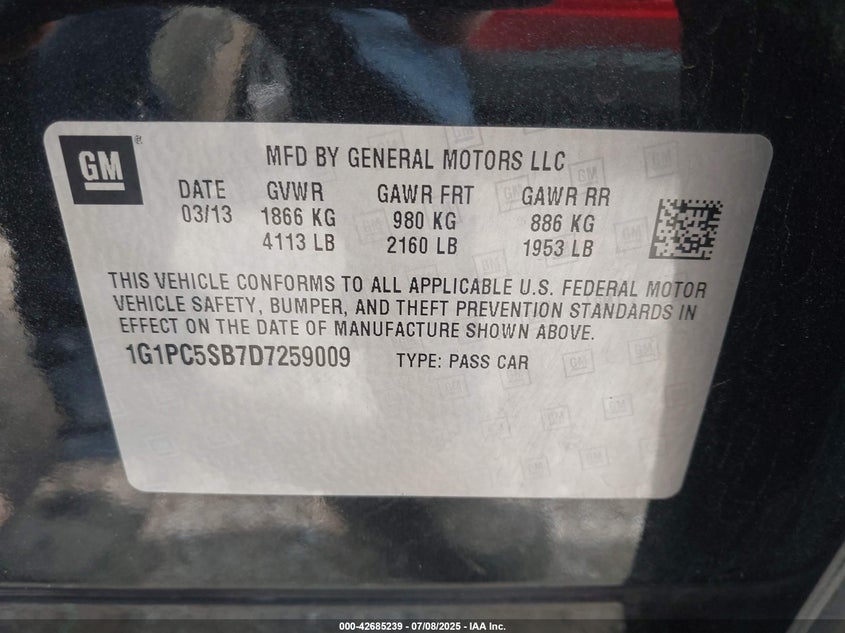 GM
MFD BY GENERAL MOTORS LLC
DATE GVWR GAWR FRT GAWR RR
03/13 1866 KG 980 KG 886 KG
4113 LB 2160 LB 1953 LB
THIS VEHICLE CONFORMS TO ALL APPLICABLE U.S. FEDERAL MOTOR
VEHICLE SAFETY, BUMPER, AND THEFT PREVENTION STANDARDS IN
EFFECT ON THE DATE OF MANUFACTURE SHOWN ABOVE.
1G1PC5SB7D7259009 TYPE: PASS CAR
000-42685239 - 07/08/2025 - IAA Inc.